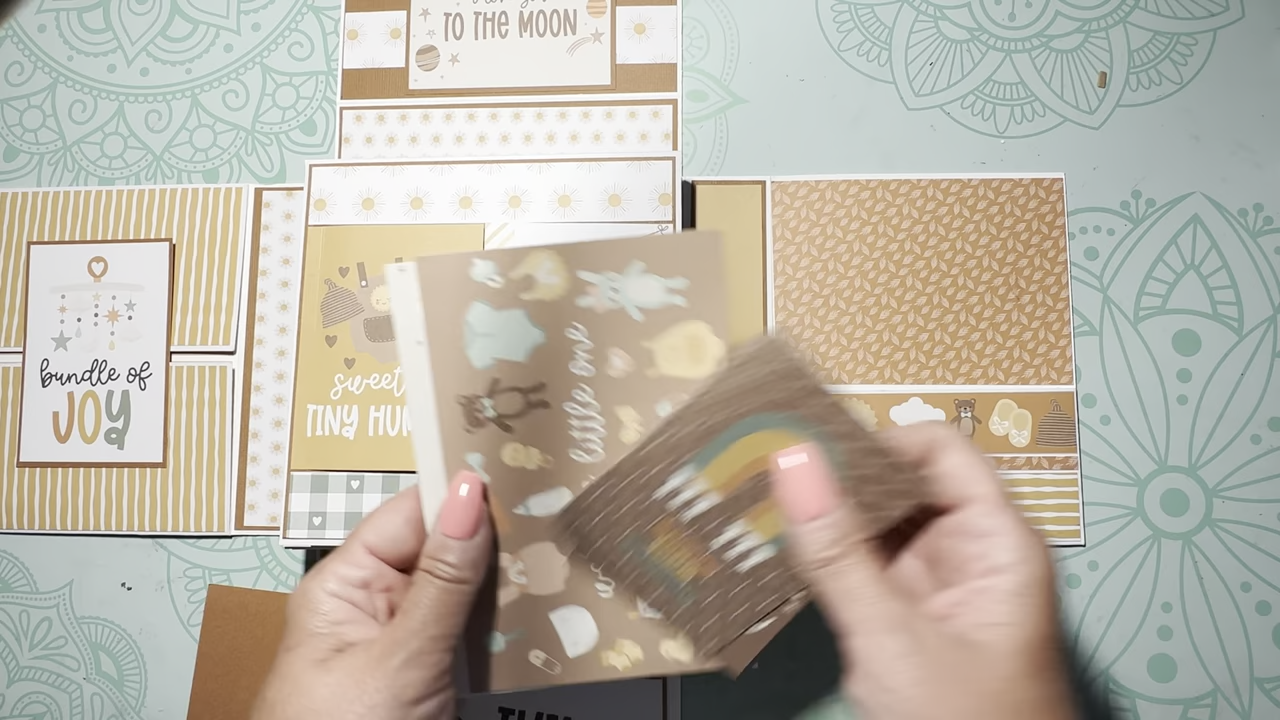 TO THE MOON
bundle of
JOY
sweet
TINY HUM
little one